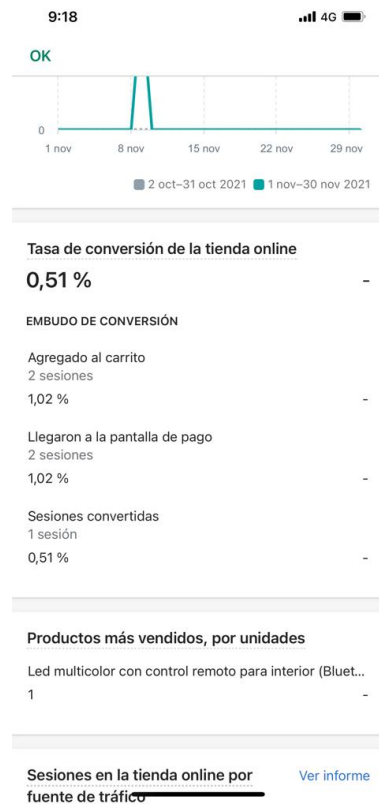 9:18
4G
OK
0
1 nov 8 nov 15 nov 22 nov 29 nov
2 oct–31 oct 2021 1 nov–30 nov 2021
Tasa de conversión de la tienda online
0,51 % -
EMBUDO DE CONVERSIÓN
Agregado al carrito
2 sesiones
1,02 % -
Llegaron a la pantalla de pago
2 sesiones
1,02 % -
Sesiones convertidas
1 sesión
0,51 % -
Productos más vendidos, por unidades
Led multicolor con control remoto para interior (Bluet...
1 -
Sesiones en la tienda online por Ver informe
fuente de tráfico